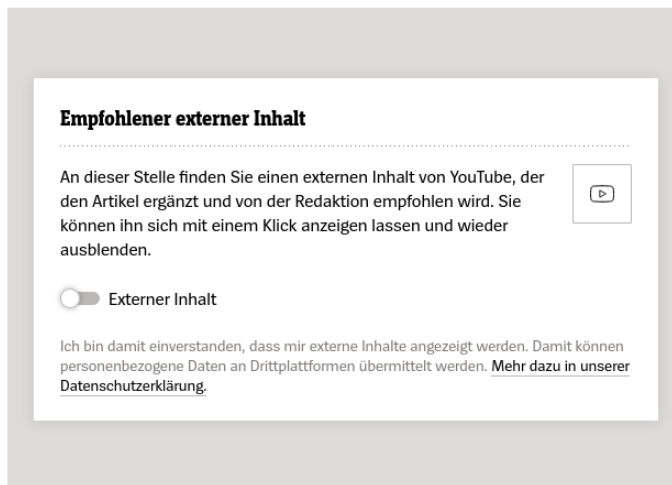 Empfohlener externer Inhalt
An dieser Stelle finden Sie einen externen Inhalt von YouTube, der
den Artikel ergänzt und von der Redaktion empfohlen wird. Sie
können ihn sich mit einem Klick anzeigen lassen und wieder
ausblenden.
Externer Inhalt
Ich bin damit einverstanden, dass mir externe Inhalte angezeigt werden. Damit können
personenbezogene Daten an Drittplattformen übermittelt werden. Mehr dazu in unserer
Datenschutzerklärung.